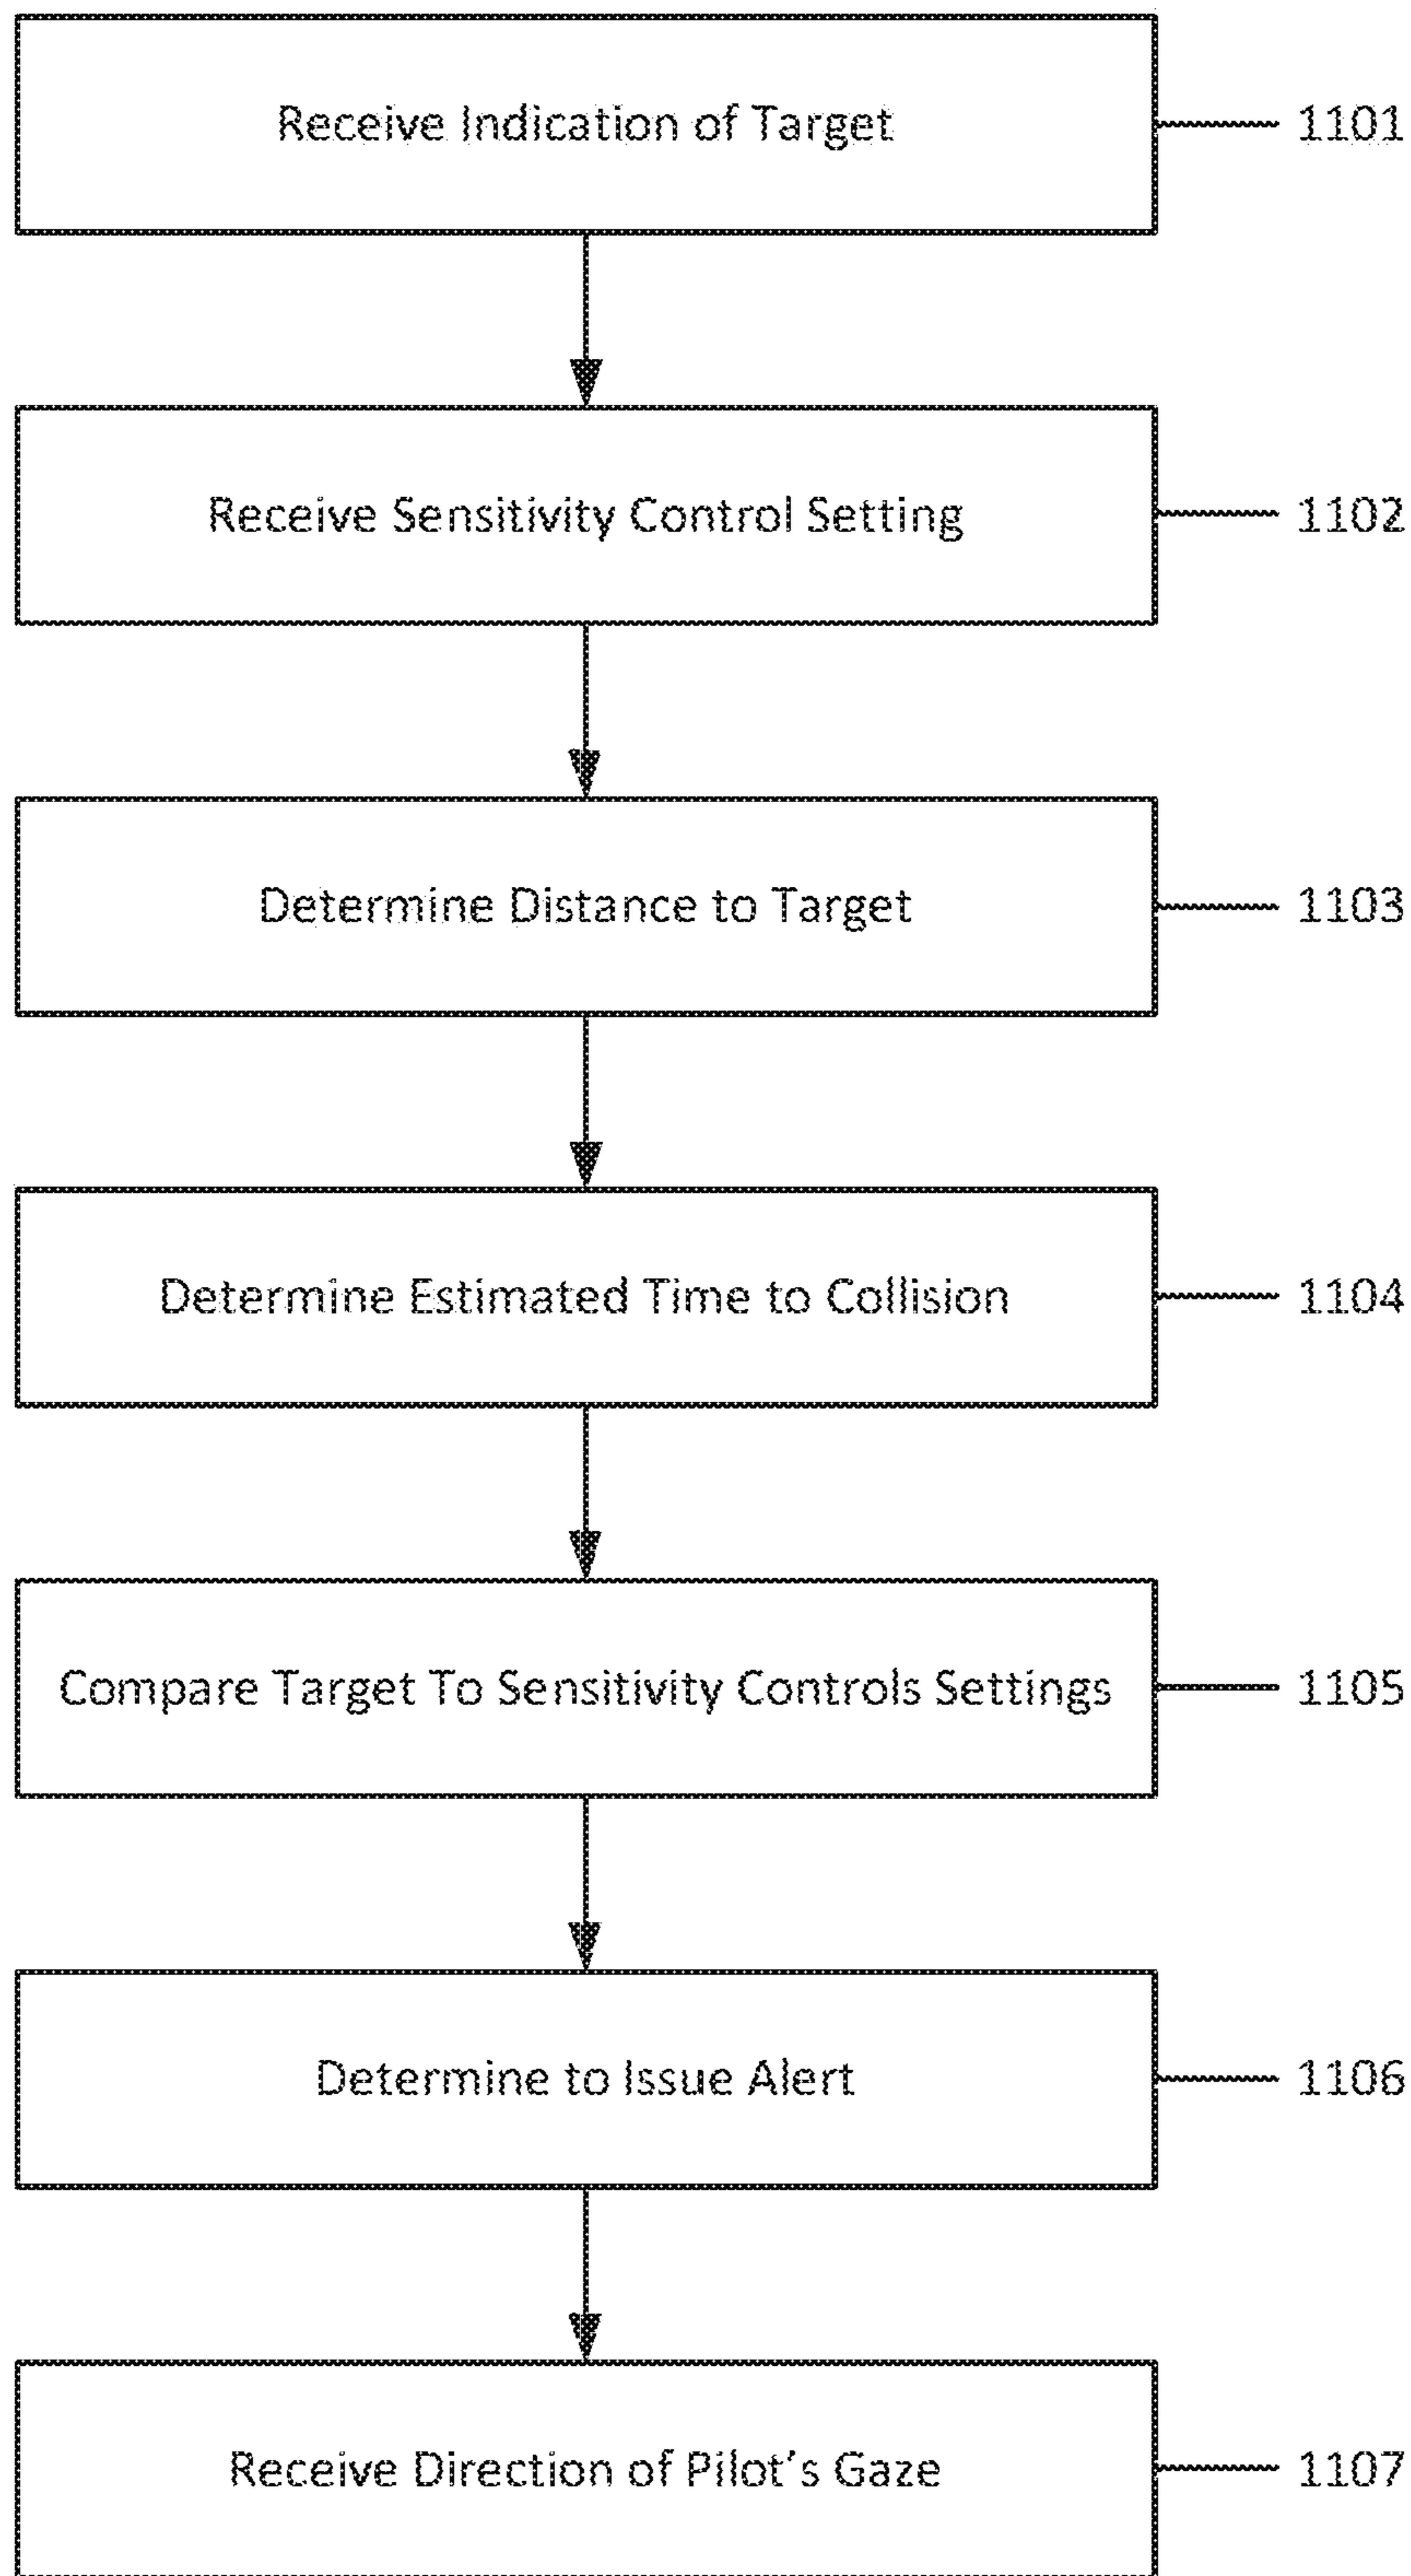 Receive Indication of Target 1101
Receive Sensitivity Control Setting 1102
Determine Distance to Target 1103
Determine Estimated Time to Collision 1104
Compare Target To Sensitivity Controls Settings 1105
Determine to Issue Alert 1106
Receive Direction of Pilot's Gaze 1107